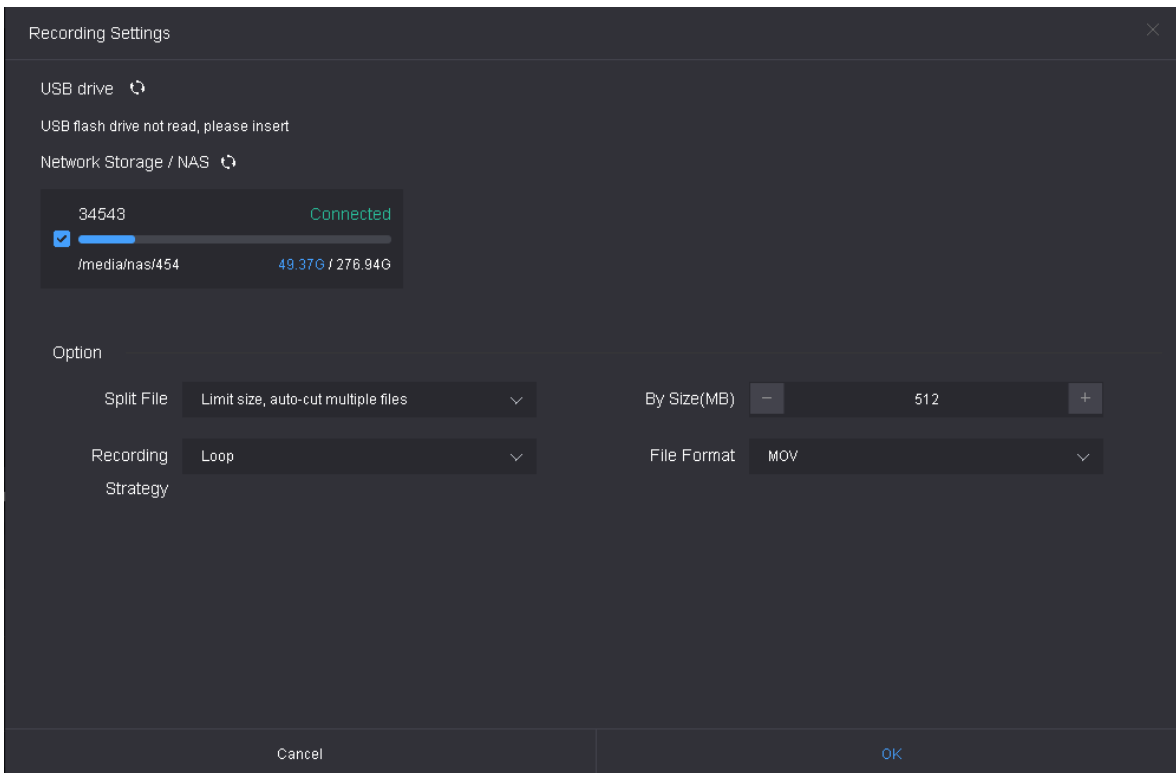 Recording Settings
USB drive
USB flash drive not read, please insert
Network Storage / NAS
34543 Connected
/media/nas/454 49.37G / 276.94G
Option
Split File Limit size, auto-cut multiple files By Size(MB) − 512 +
Recording Loop File Format MOV
Strategy
Cancel OK